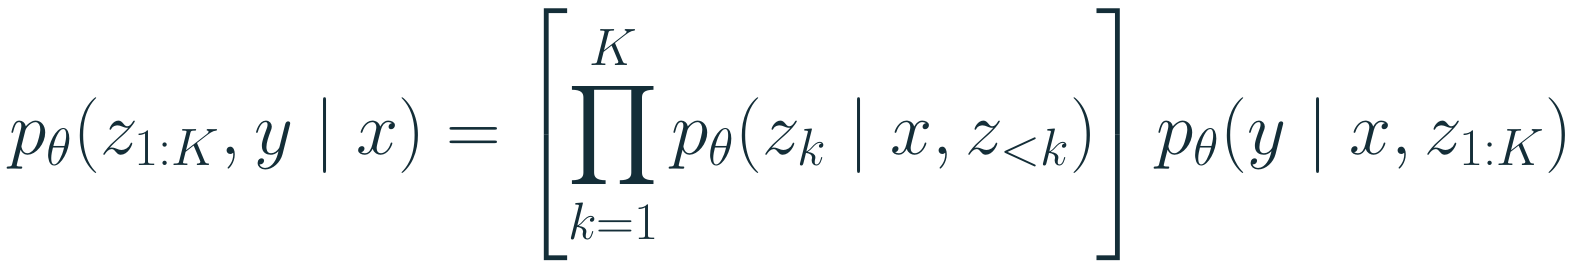 p_θ(z_{1:K}, y | x) = [∏_{k=1}^{K} p_θ(z_k | x, z_{<k})] p_θ(y | x, z_{1:K})